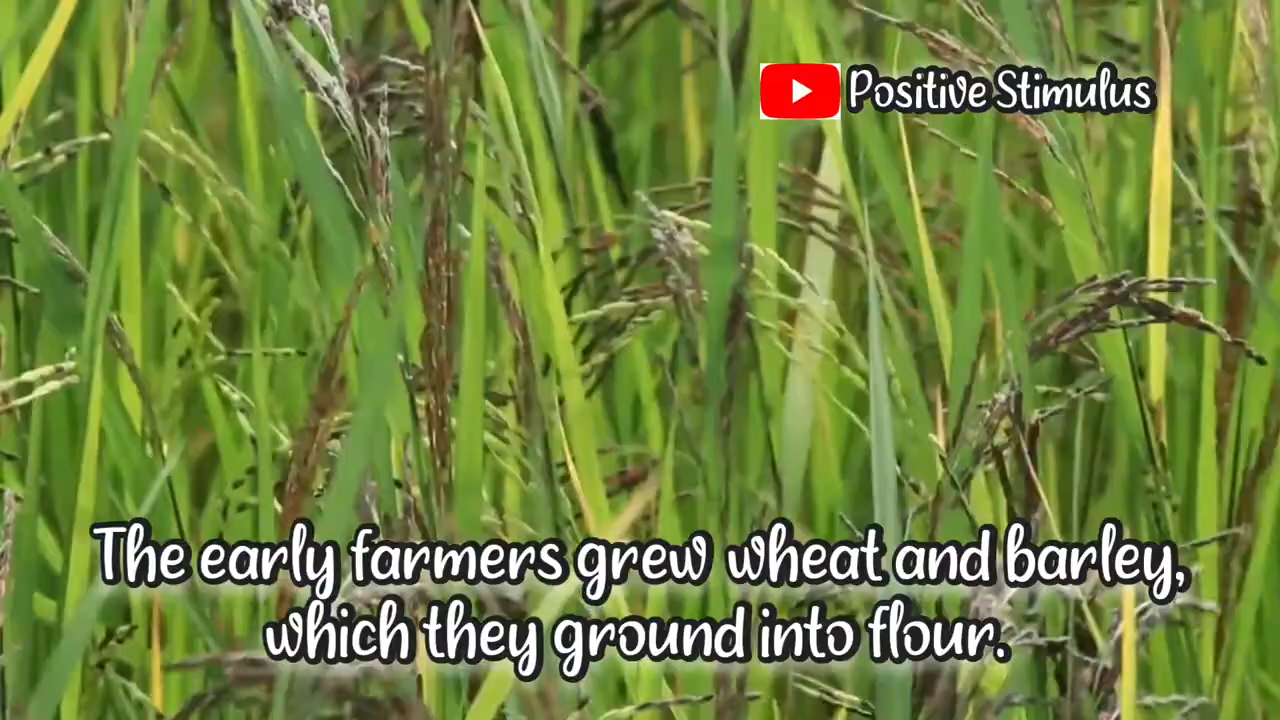 Positive Stimulus
The early farmers grew wheat and barley,
which they ground into flour.